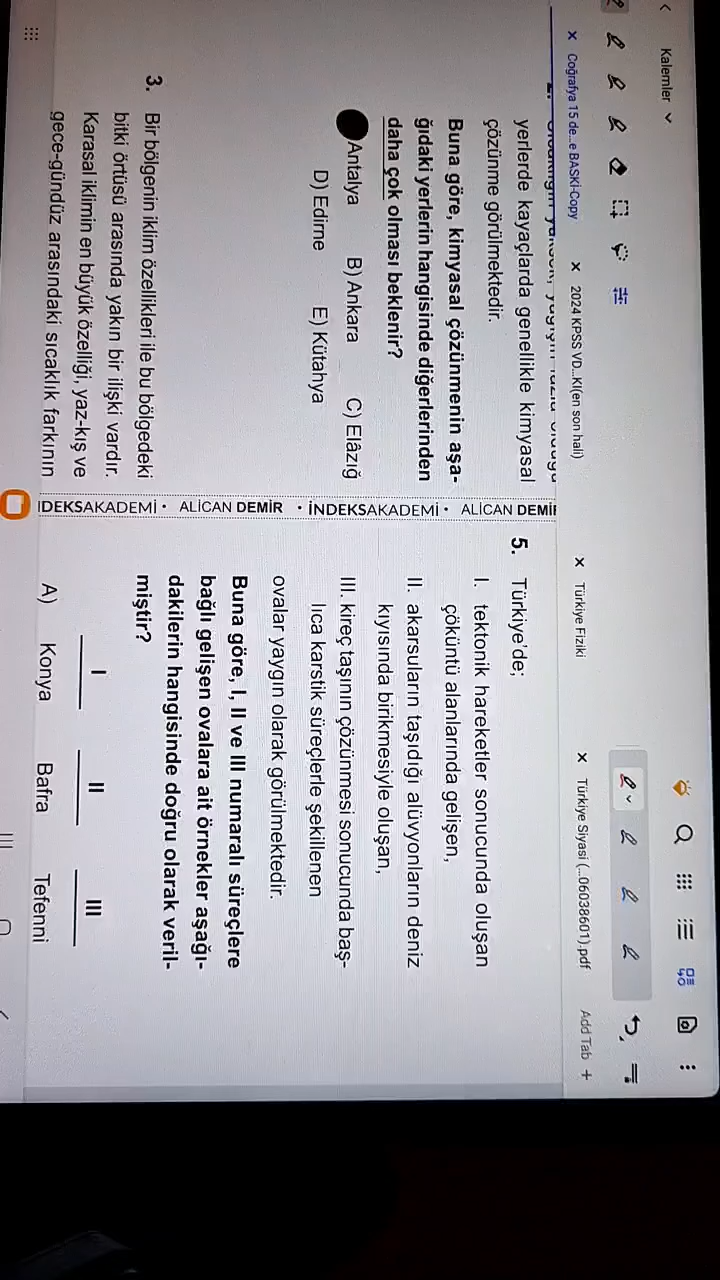 Kalemler
Coğrafya 15 de...e BASKI-Copy
2024 KPSS VD...KI(en son hali)
Türkiye Fiziki
Türkiye Siyasi (...06038601).pdf
Add Tab +
yerlerde kayaçlarda genellikle kimyasal
çözünme görülmektedir.
Buna göre, kimyasal çözünmenin aşa-
ğıdaki yerlerin hangisinde diğerlerinden
daha çok olması beklenir?
Antalya B) Ankara C) Elâzığ
D) Edirne E) Kütahya
3. Bir bölgenin iklim özellikleri ile bu bölgedeki
bitki örtüsü arasında yakın bir ilişki vardır.
Karasal iklimin en büyük özelliği, yaz-kış ve
gece-gündüz arasındaki sıcaklık farkının
İDEKSAKADEMİ • ALİCAN DEMİR • İNDEKSAKADEMİ • ALİCAN DEMİR
5. Türkiye'de;
I. tektonik hareketler sonucunda oluşan
çöküntü alanlarında gelişen,
II. akarsuların taşıdığı alüvyonların deniz
kıyısında birikmesiyle oluşan,
III. kireç taşının çözünmesi sonucunda baş-
lıca karstik süreçlerle şekillenen
ovalar yaygın olarak görülmektedir.
Buna göre, I, II ve III numaralı süreçlere
bağlı gelişen ovalara ait örnekler aşağı-
dakilerin hangisinde doğru olarak veril-
miştir?
I II III
A) Konya Bafra Tefenni